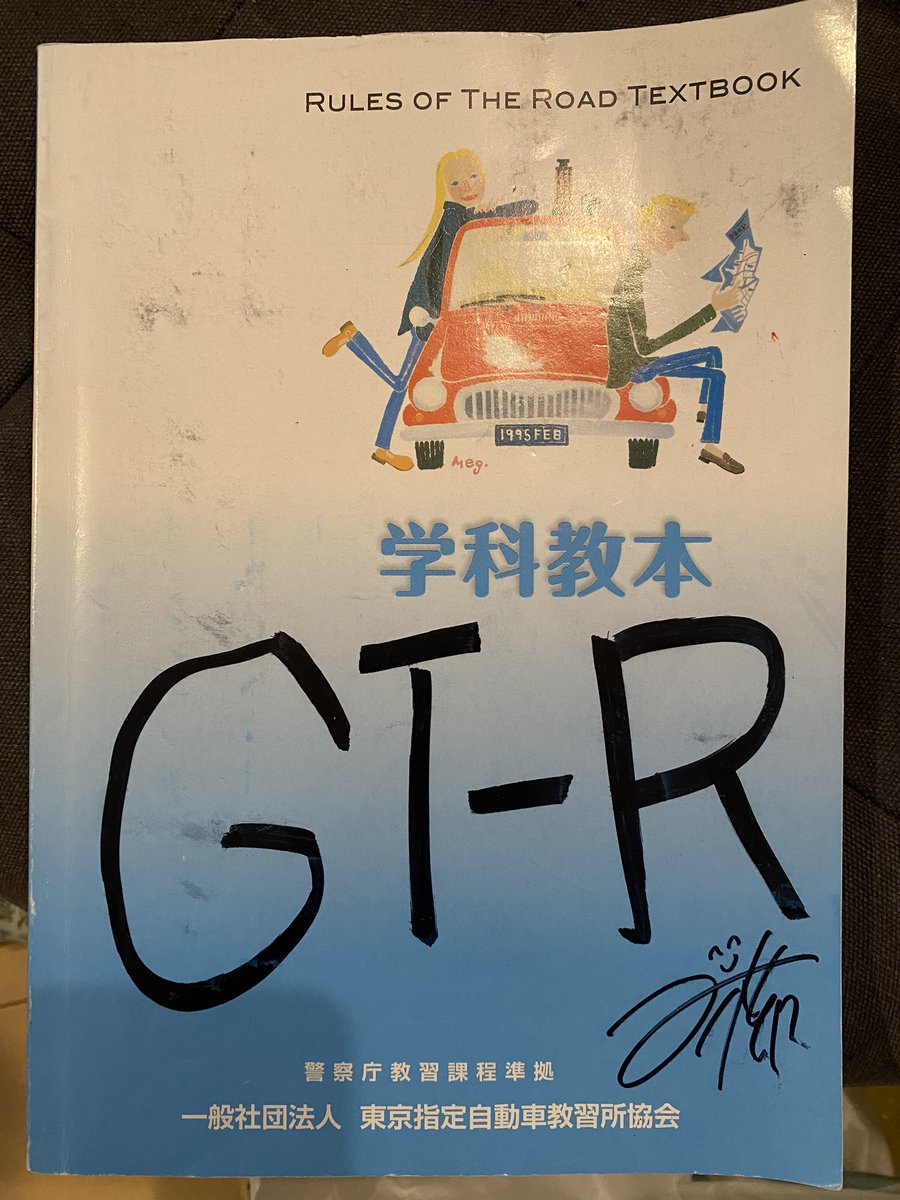 RULES OF THE ROAD TEXTBOOK
1995 FEB
Meg.
学科教本
GT-R
警察庁教習課程準拠
一般社団法人 東京指定自動車教習所協会